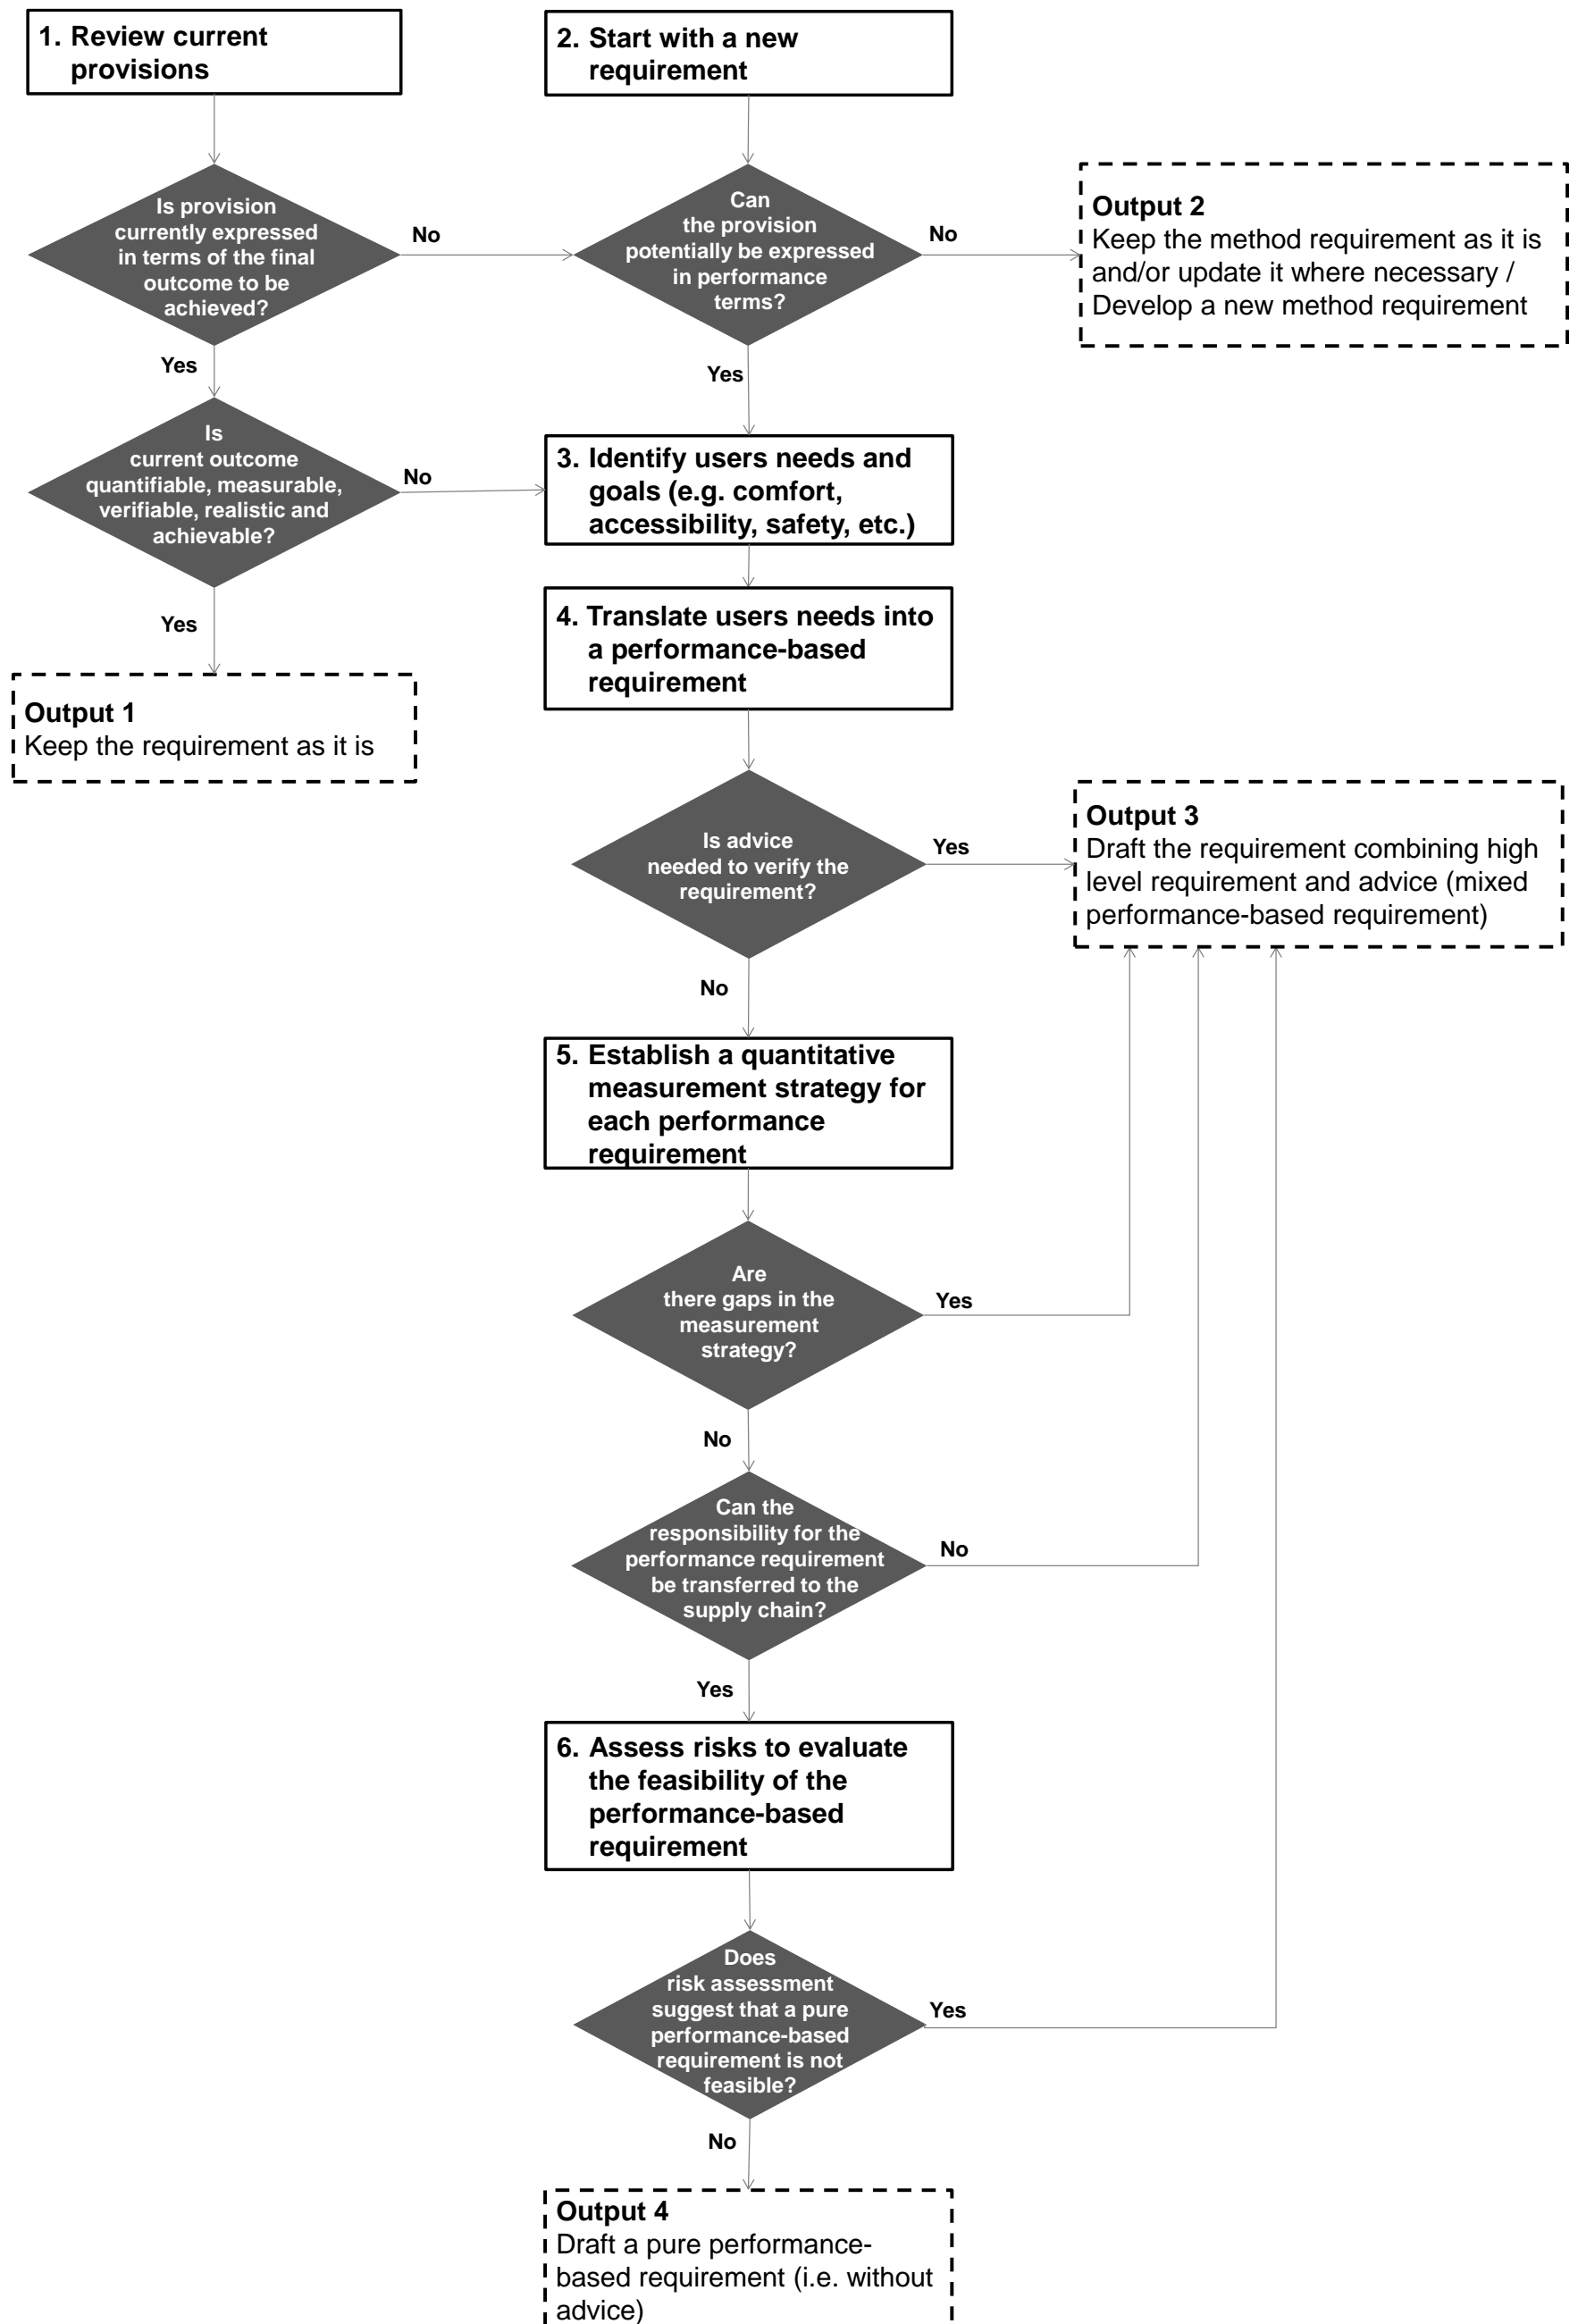 1. Review current
provisions
2. Start with a new
requirement
Is provision
currently expressed
in terms of the final
outcome to be
achieved?
No
Can
the provision
potentially be expressed
in performance
terms?
No
Output 2
Keep the method requirement as it is
and/or update it where necessary /
Develop a new method requirement
Yes
Yes
Is
current outcome
quantifiable, measurable,
verifiable, realistic and
achievable?
No
3. Identify users needs and
goals (e.g. comfort,
accessibility, safety, etc.)
Yes
4. Translate users needs into
a performance-based
requirement
Output 1
Keep the requirement as it is
Is advice
needed to verify the
requirement?
Yes
Output 3
Draft the requirement combining high
level requirement and advice (mixed
performance-based requirement)
No
5. Establish a quantitative
measurement strategy for
each performance
requirement
Are
there gaps in the
measurement
strategy?
Yes
No
Can the
responsibility for the
performance requirement
be transferred to the
supply chain?
No
Yes
6. Assess risks to evaluate
the feasibility of the
performance-based
requirement
Does
risk assessment
suggest that a pure
performance-based
requirement is not
feasible?
Yes
No
Output 4
Draft a pure performance-
based requirement (i.e. without
advice)